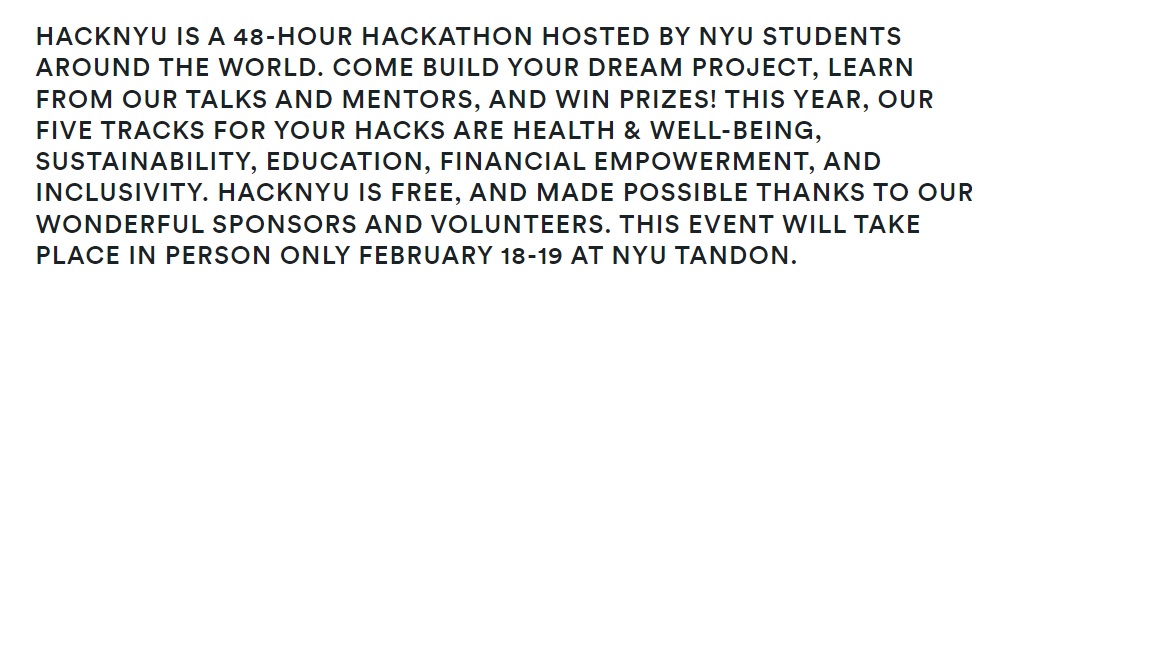 HACKNYU IS A 48-HOUR HACKATHON HOSTED BY NYU STUDENTS
AROUND THE WORLD. COME BUILD YOUR DREAM PROJECT, LEARN
FROM OUR TALKS AND MENTORS, AND WIN PRIZES! THIS YEAR, OUR
FIVE TRACKS FOR YOUR HACKS ARE HEALTH & WELL-BEING,
SUSTAINABILITY, EDUCATION, FINANCIAL EMPOWERMENT, AND
INCLUSIVITY. HACKNYU IS FREE, AND MADE POSSIBLE THANKS TO OUR
WONDERFUL SPONSORS AND VOLUNTEERS. THIS EVENT WILL TAKE
PLACE IN PERSON ONLY FEBRUARY 18-19 AT NYU TANDON.